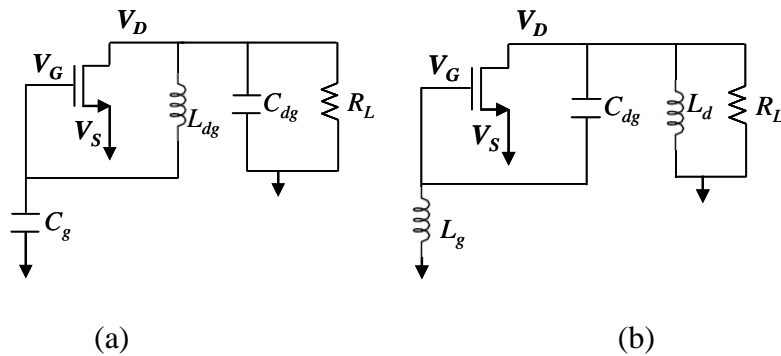 V_D
V_G
V_S
L_dg
C_dg
R_L
C_g
(a)
V_D
V_G
V_S
C_dg
L_d
R_L
L_g
(b)